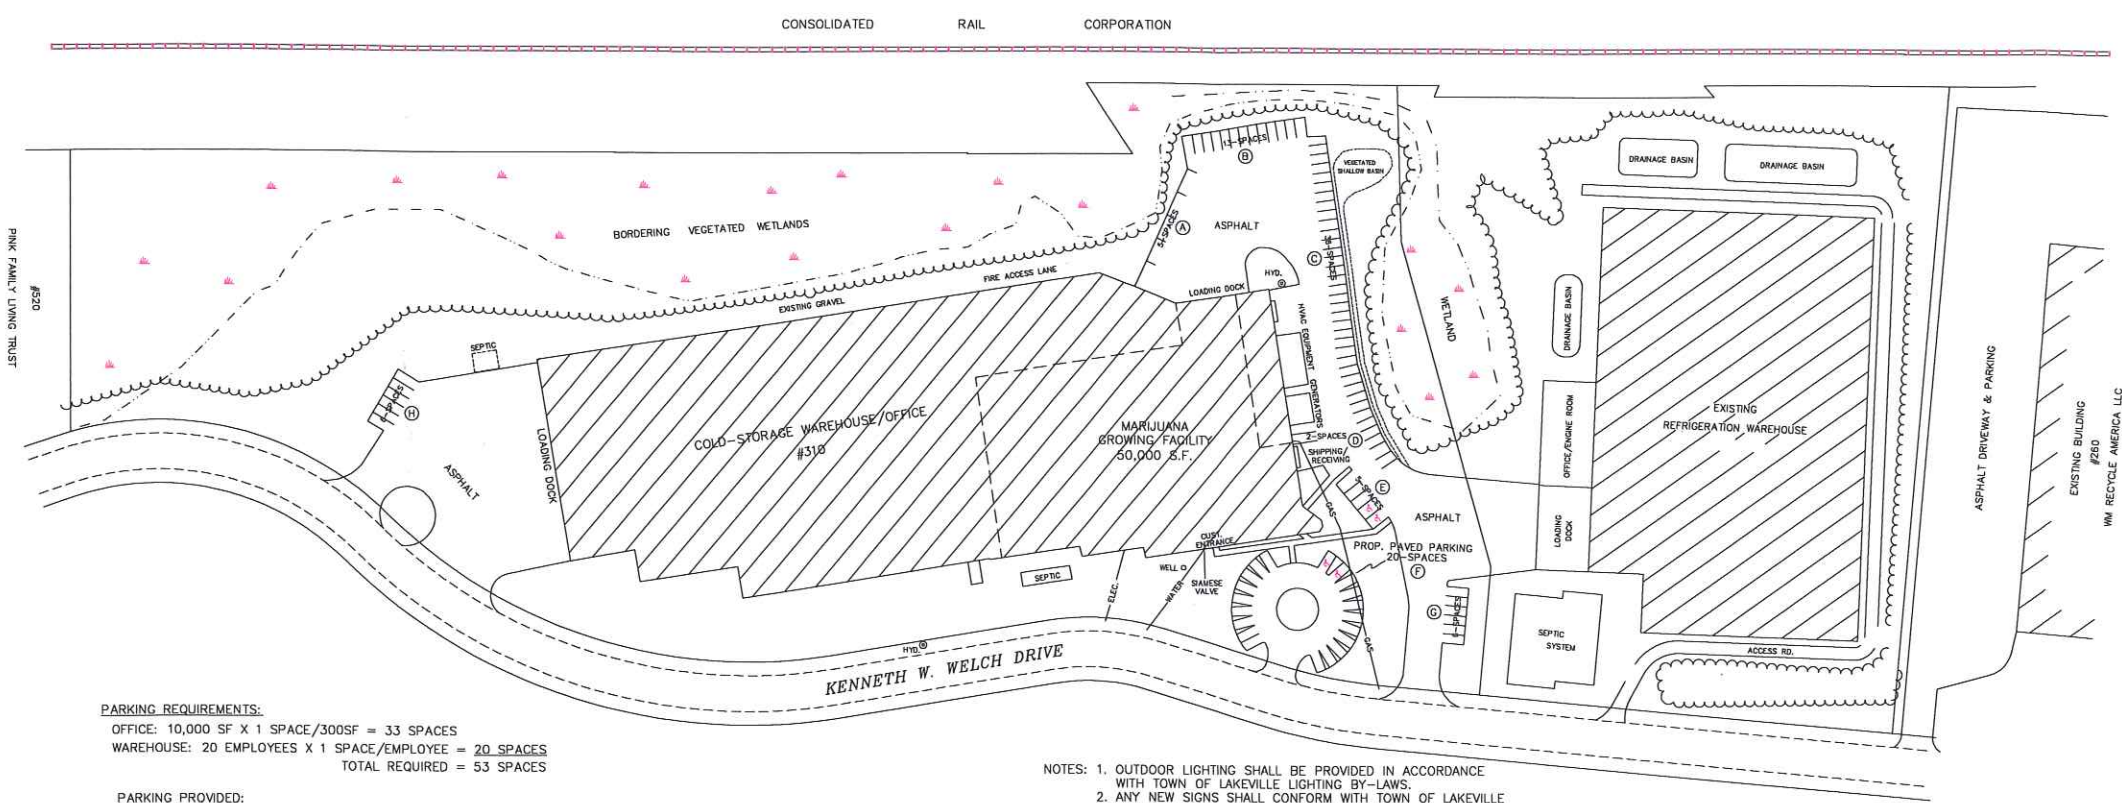 CONSOLIDATED RAIL CORPORATION
PINK FAMILY LIVING TRUST
#520
BORDERING VEGETATED WETLANDS
13-SPACES
B
VEGETATED
SHALLOW BASIN
DRAINAGE BASIN
DRAINAGE BASIN
A
ASPHALT
C
FIRE ACCESS LANE
EXISTING GRAVEL
LOADING DOCK
HYD.
HVAC EQUIPMENT
GENERATORS
WETLAND
DRAINAGE BASIN
SEPTIC
6-SPACES
H
ASPHALT
LOADING DOCK
COLD-STORAGE WAREHOUSE/OFFICE
#310
MARIJUANA
GROWING FACILITY
50,000 S.F.
2-SPACES
D
SHIPPING/
RECEIVING
5-SPACES
E
GAS
ASPHALT
OFFICE/ENGINE ROOM
EXISTING
REFRIGERATION WAREHOUSE
LOADING
DOCK
ASPHALT DRIVEWAY & PARKING
EXISTING BUILDING
#260
WM RECYCLE AMERICA LLC
CUST.
ENTRANCE
PROP. PAVED PARKING
20-SPACES
F
WELL
SEPTIC
ELEC.
WATER
SIAMESE
VALVE
G
6-SPACES
GAS
SEPTIC
SYSTEM
ACCESS RD.
HYD.
KENNETH W. WELCH DRIVE
PARKING REQUIREMENTS:
OFFICE: 10,000 SF X 1 SPACE/300SF = 33 SPACES
WAREHOUSE: 20 EMPLOYEES X 1 SPACE/EMPLOYEE = 20 SPACES
TOTAL REQUIRED = 53 SPACES
PARKING PROVIDED:
NOTES: 1. OUTDOOR LIGHTING SHALL BE PROVIDED IN ACCORDANCE
WITH TOWN OF LAKEVILLE LIGHTING BY-LAWS.
2. ANY NEW SIGNS SHALL CONFORM WITH TOWN OF LAKEVILLE